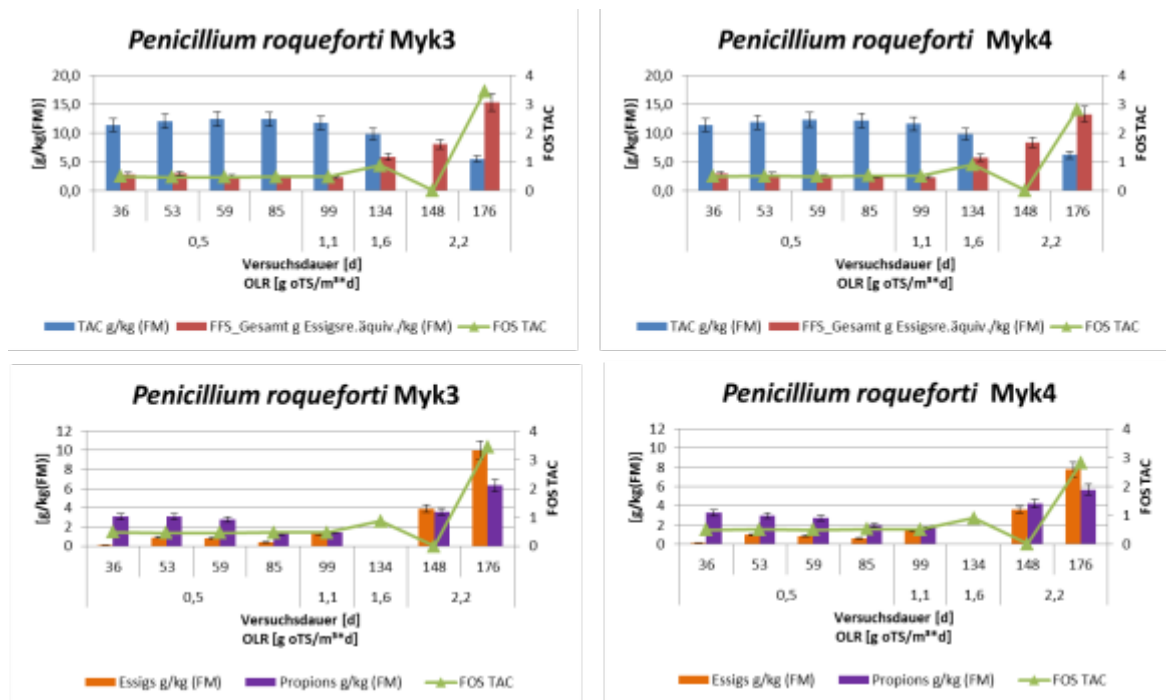 Penicillium roqueforti Myk3
20,0
15,0
10,0
5,0
0,0
[g/kg(FM)]
4
3
2
1
0
FOS TAC
36 53 59 85 99 134 148 176
0,5 1,1 1,6 2,2
Versuchsdauer [d]
OLR [g oTS/m³*d]
TAC g/kg (FM) FFS_Gesamt g Essigsre.äquiv./kg (FM) FOS TAC
Penicillium roqueforti Myk4
20,0
15,0
10,0
5,0
0,0
[g/kg(FM)]
4
3
2
1
0
FOS TAC
36 53 59 85 99 134 148 176
0,5 1,1 1,6 2,2
Versuchsdauer [d]
OLR [g oTS/m³*d]
TAC g/kg (FM) FFS_Gesamt g Essigsre.äquiv./kg (FM) FOS TAC
Penicillium roqueforti Myk3
12
10
8
6
4
2
0
[g/kg(FM)]
4
3
2
1
0
FOS TAC
36 53 59 85 99 134 148 176
0,5 1,1 1,6 2,2
Versuchsdauer [d]
OLR [g oTS/m³*d]
Essigs g/kg (FM) Propions g/kg (FM) FOS TAC
Penicillium roqueforti Myk4
12
10
8
6
4
2
0
[g/kg(FM)]
4
3
2
1
0
FOS TAC
36 53 59 85 99 134 148 176
0,5 1,1 1,6 2,2
Versuchsdauer [d]
OLR [g oTS/m³*d]
Essigs g/kg (FM) Propions g/kg (FM) FOS TAC